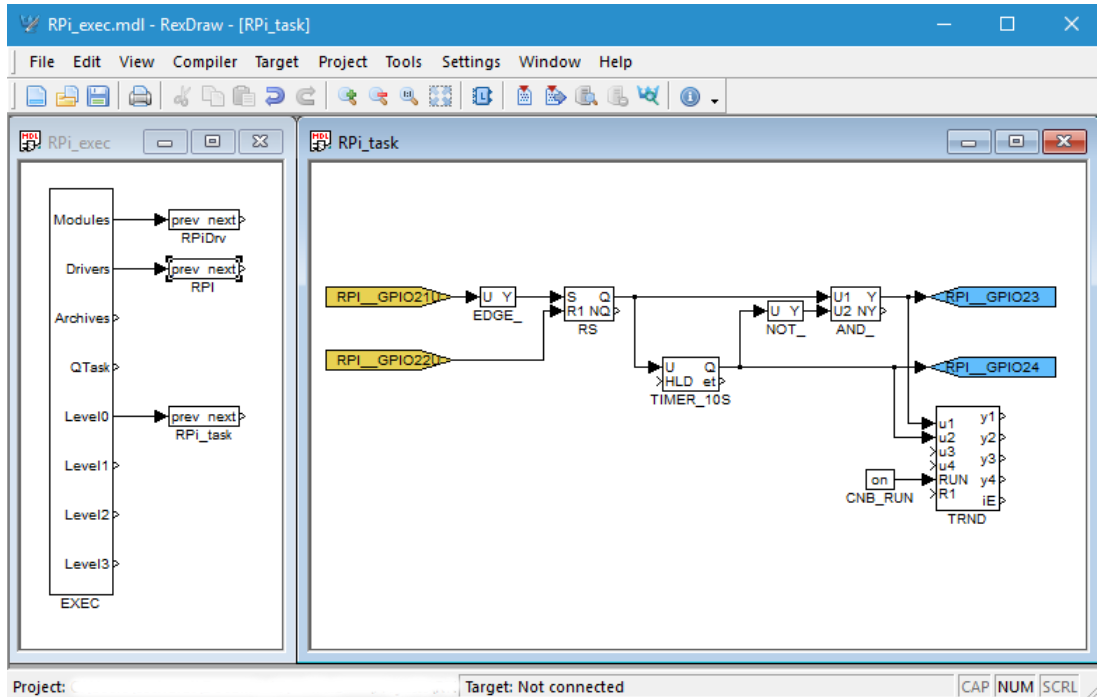 RPi_exec.mdl - RexDraw - [RPi_task]
File Edit View Compiler Target Project Tools Settings Window Help
RPi_exec
Modules prev next
RPiDrv
Drivers prev next
RPI
Archives
QTask
Level0 prev next
RPi_task
Level1
Level2
Level3
EXEC
RPi_task
RPI__GPIO21U U Y S Q U1 Y RPI__GPIO23
EDGE_ R1 NQ U Y U2 NY
RS NOT_ AND_
RPI__GPIO22U U Q RPI__GPIO24
HLD et
TIMER_10S
u1 y1
u2 y2
u3 y3
u4
on RUN y4
CNB_RUN R1 iE
TRND
Project: Target: Not connected CAP NUM SCRL